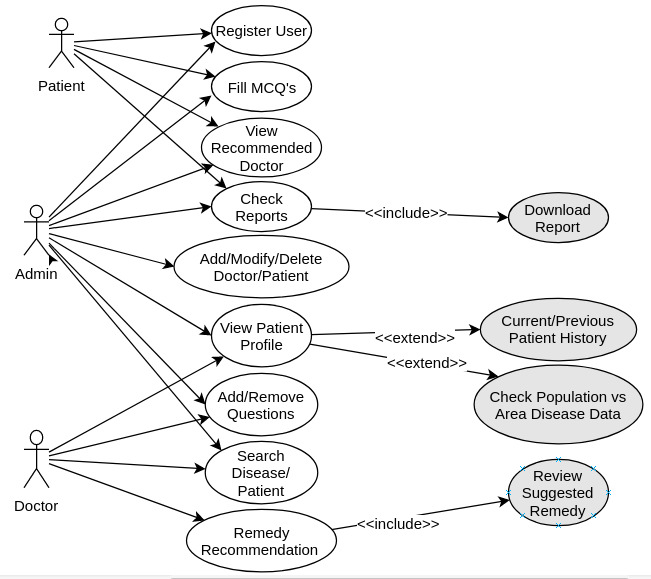 Register User
Patient
Fill MCQ's
View
Recommended
Doctor
Check
Reports
<<include>>
Download
Report
Admin
Add/Modify/Delete
Doctor/Patient
View Patient
Profile
<<extend>>
Current/Previous
Patient History
<<extend>>
Check Population vs
Area Disease Data
Add/Remove
Questions
Search
Disease/
Patient
Doctor
Review
Suggested
Remedy
Remedy
Recommendation
<<include>>